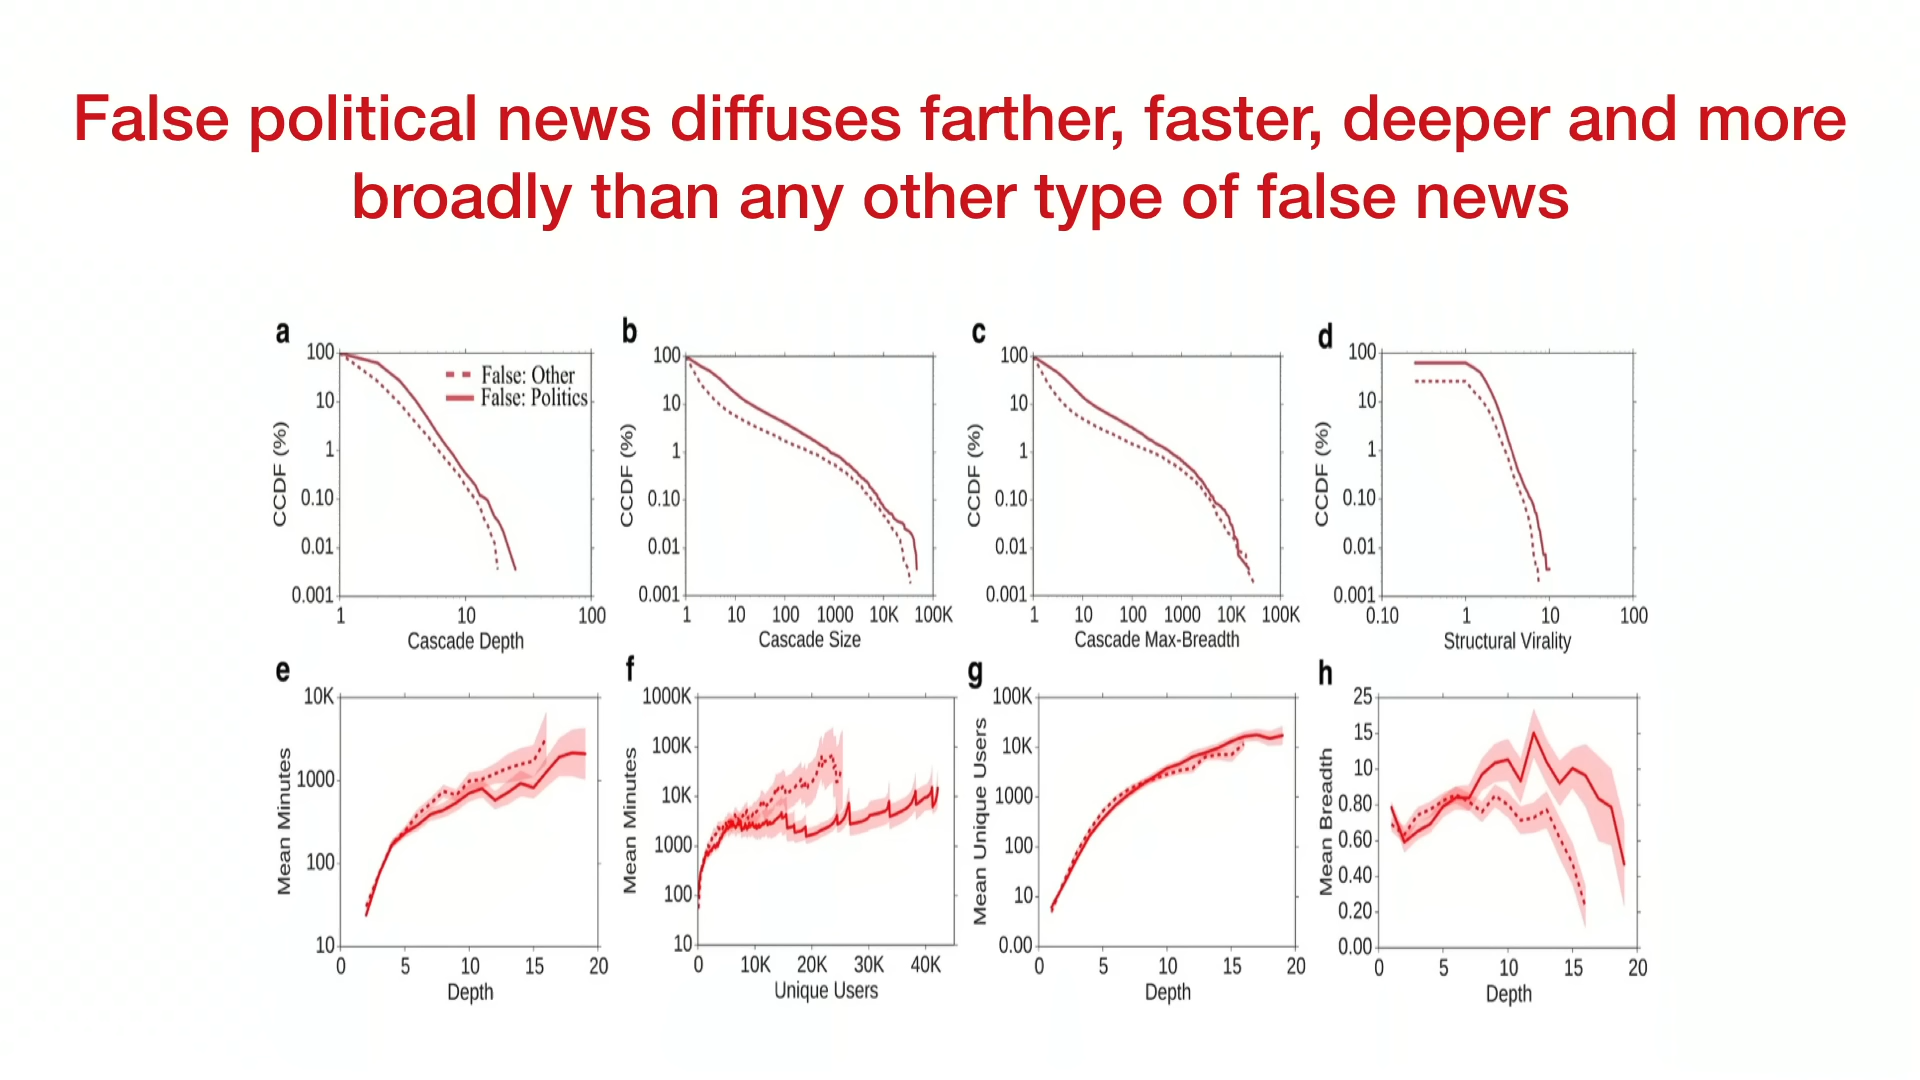 False political news diffuses farther, faster, deeper and more
broadly than any other type of false news
a
100
10
1
0.10
0.01
0.001
CCDF (%)
False: Other
False: Politics
1
10
100
Cascade Depth
b
100
10
1
0.10
0.01
0.001
CCDF (%)
1
10
100
1000
10K
100K
Cascade Size
c
100
10
1
0.10
0.01
0.001
CCDF (%)
1
10
100
1000
10K
100K
Cascade Max-Breadth
d
100
10
1
0.10
0.01
0.001
CCDF (%)
0.10
1
10
100
Structural Virality
e
10K
1000
100
10
Mean Minutes
0
5
10
15
20
Depth
f
1000K
100K
10K
1000
100
10
Mean Minutes
0
10K
20K
30K
40K
Unique Users
g
100K
10K
1000
100
10
0.00
Mean Unique Users
0
5
10
15
20
Depth
h
25
15
10
0.80
0.60
0.40
0.20
0.00
Mean Breadth
0
5
10
15
20
Depth